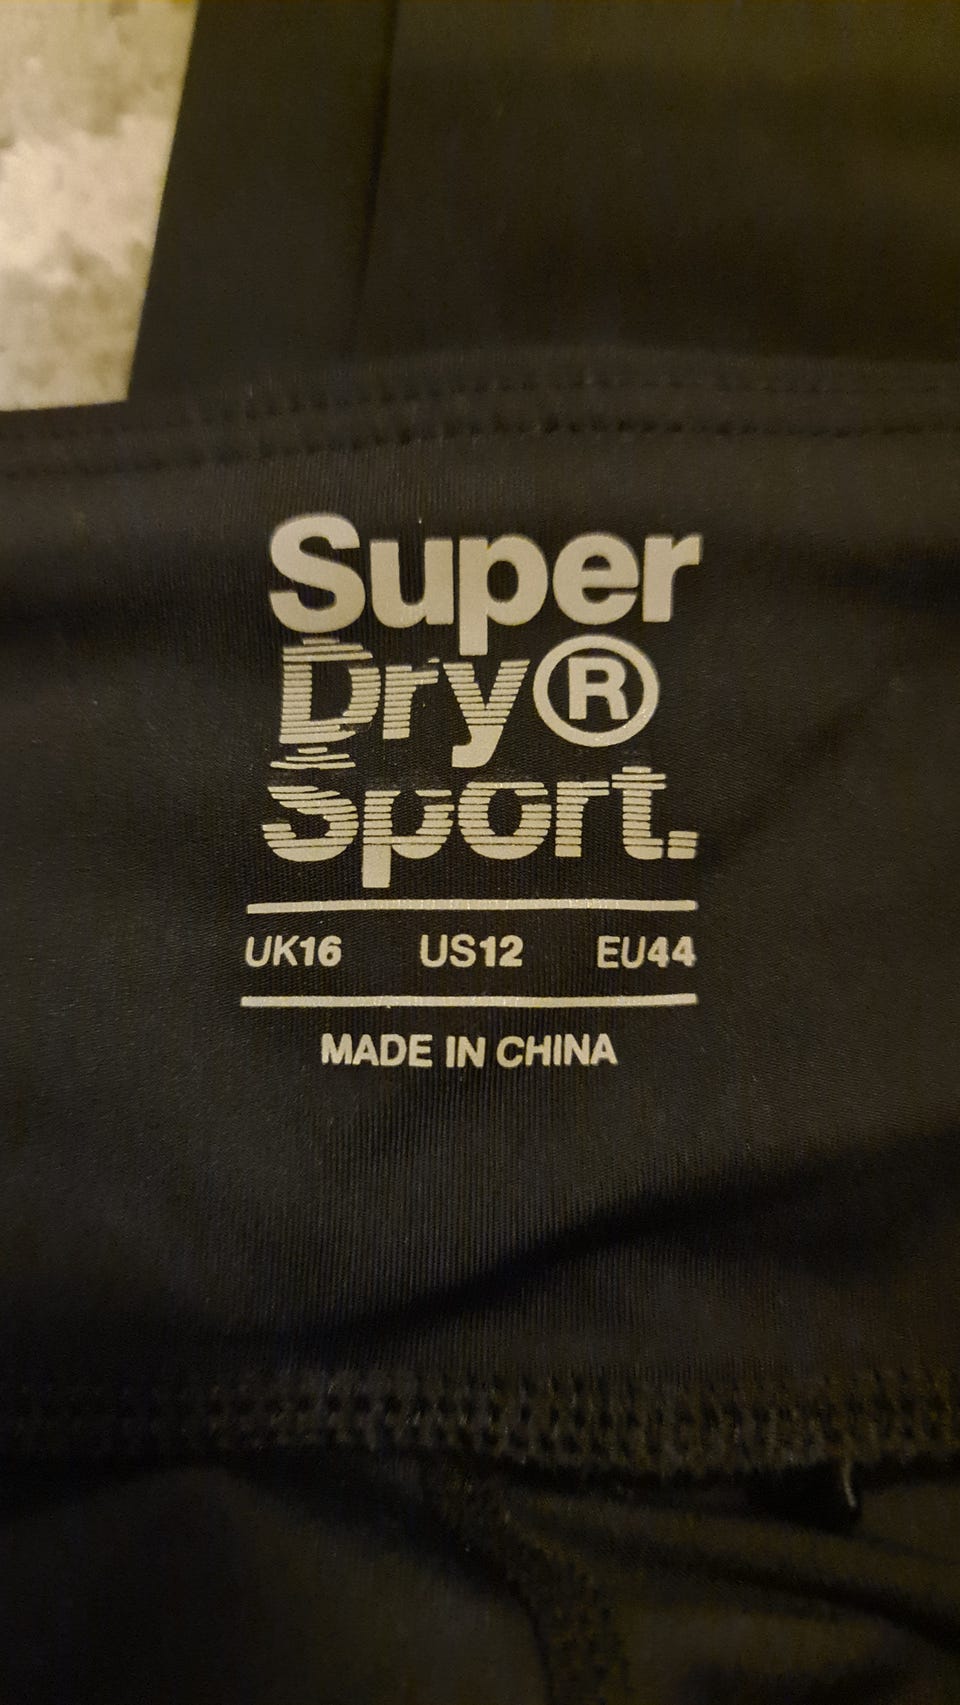 Super
Dry®
Sport.
UK16 US12 EU44
MADE IN CHINA